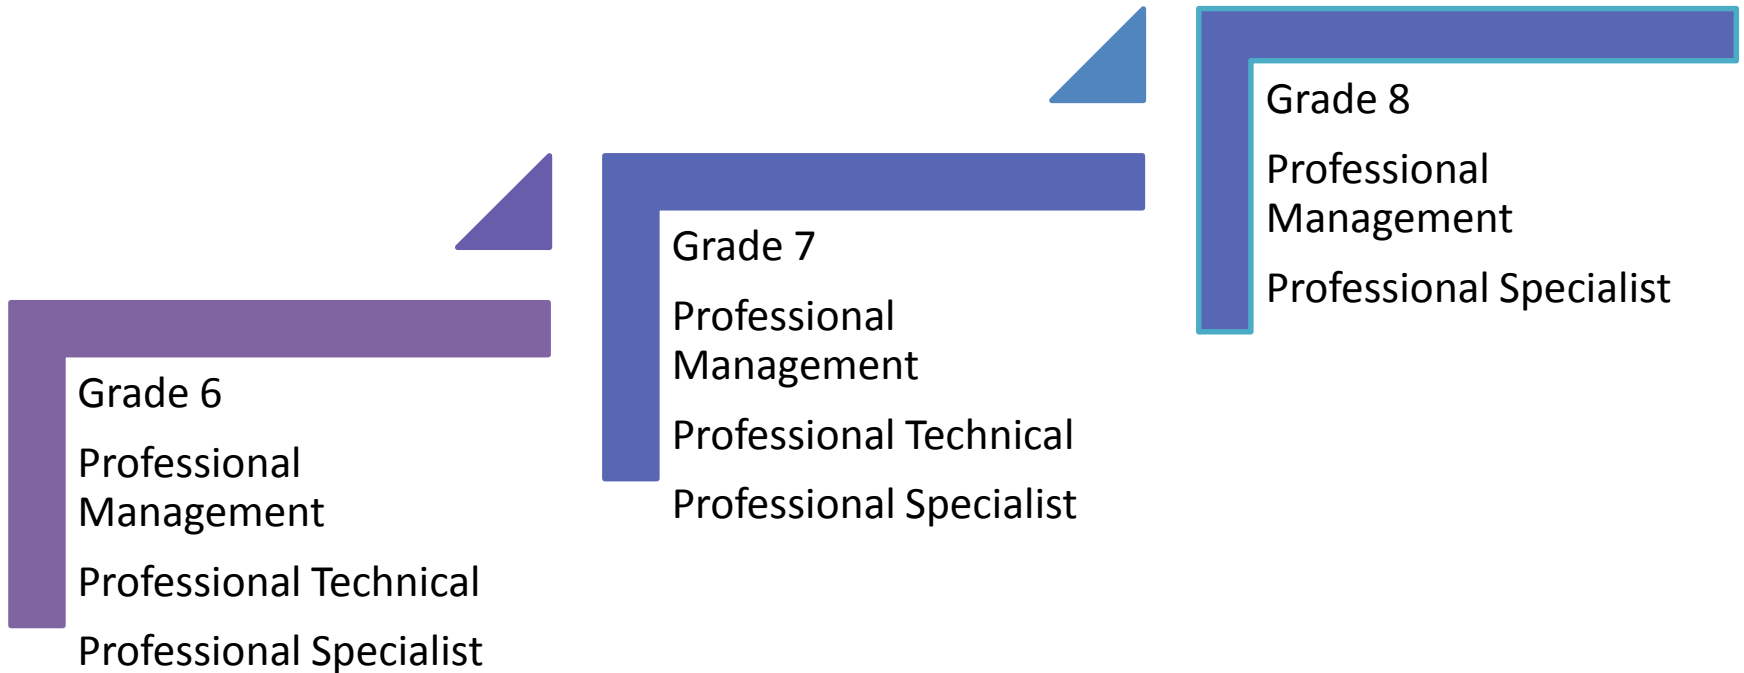 Grade 6
Professional
Management
Professional Technical
Professional Specialist
Grade 7
Professional
Management
Professional Technical
Professional Specialist
Grade 8
Professional
Management
Professional Specialist